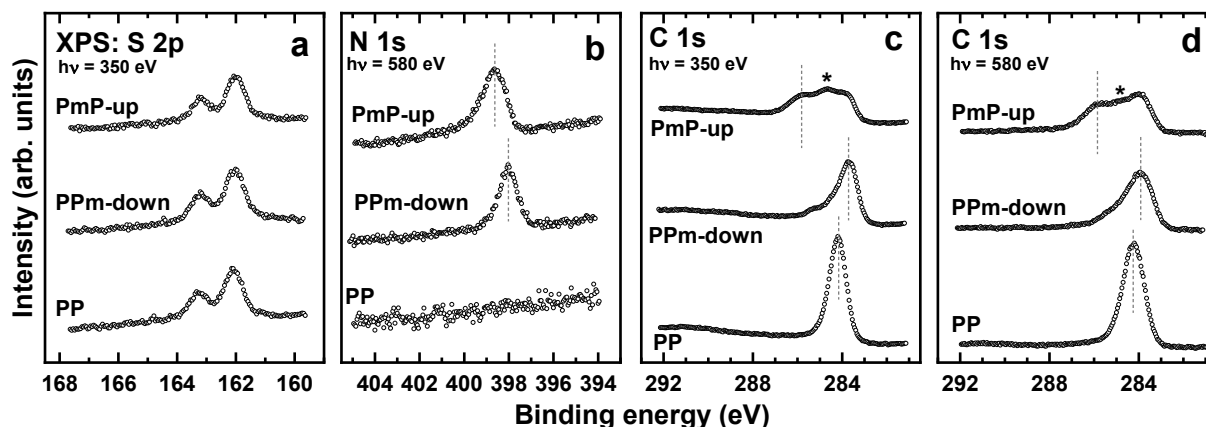 Intensity (arb. units)
XPS: S 2p
a
hν = 350 eV
PmP-up
PPm-down
PP
168 166 164 162 160
N 1s
b
hν = 580 eV
PmP-up
PPm-down
PP
404 402 400 398 396 394
C 1s
c
hν = 350 eV
*
PmP-up
PPm-down
PP
292 288 284
C 1s
d
hν = 580 eV
*
PmP-up
PPm-down
PP
292 288 284
Binding energy (eV)